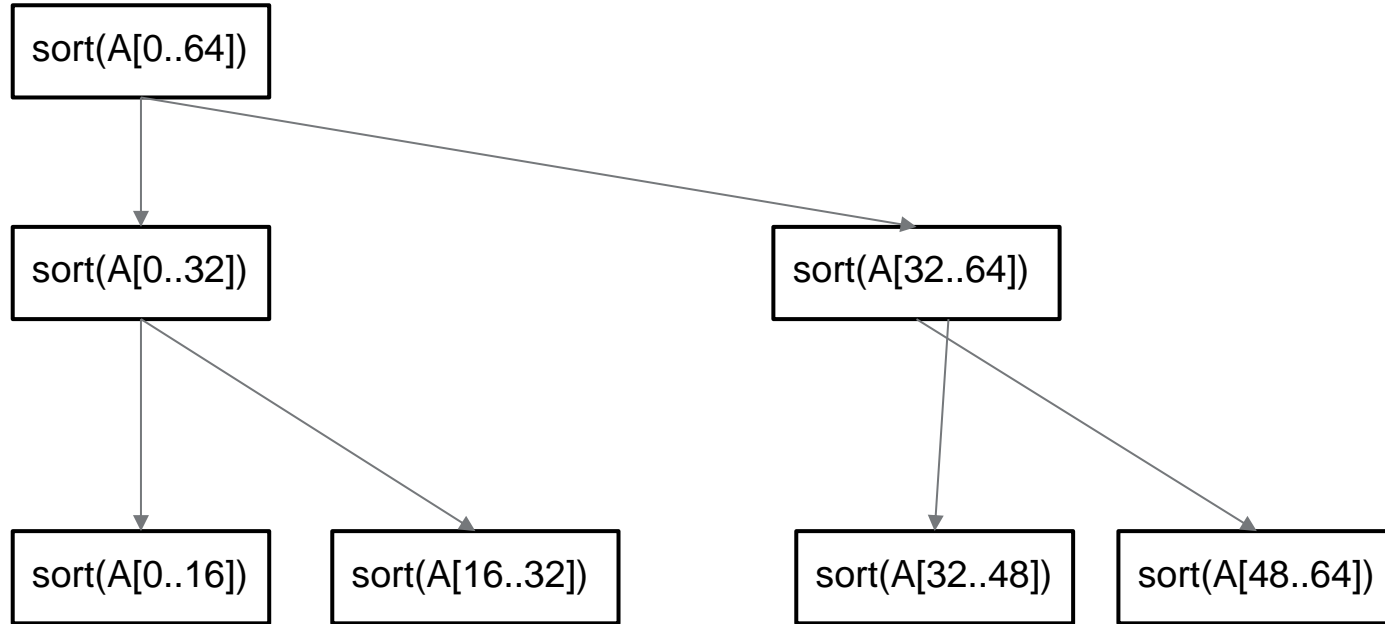 sort(A[0..64])
sort(A[0..32])
sort(A[32..64])
sort(A[0..16])
sort(A[16..32])
sort(A[32..48])
sort(A[48..64])